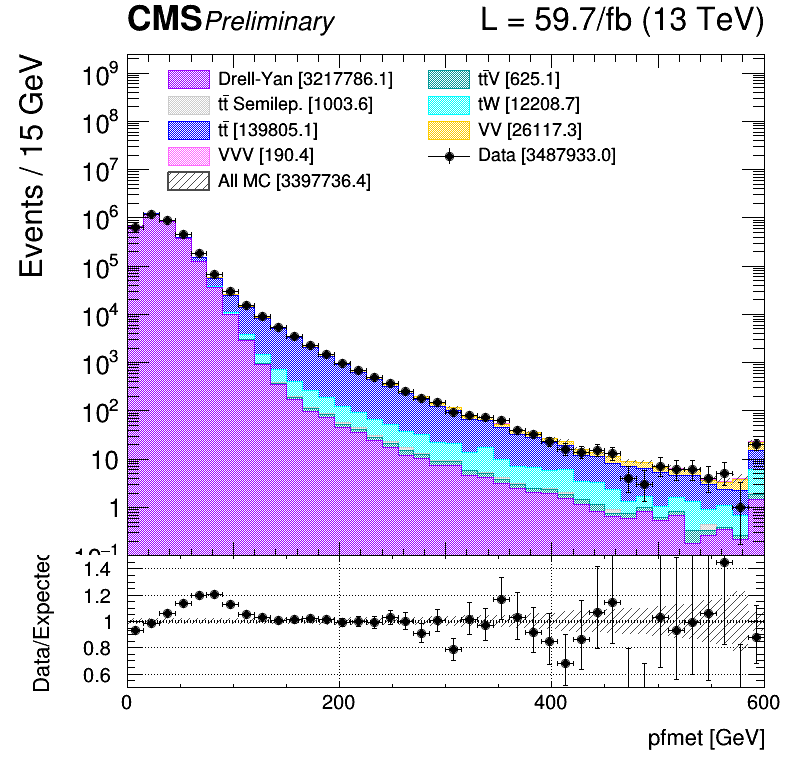 CMS Preliminary L = 59.7/fb (13 TeV)
Events / 15 GeV
10⁹
10⁸
10⁷
10⁶
10⁵
10⁴
10³
10²
10
1
10⁻¹
Drell-Yan [3217786.1]
tt̄ Semilep. [1003.6]
tt̄ [139805.1]
VVV [190.4]
All MC [3397736.4]
tt̄V [625.1]
tW [12208.7]
VV [26117.3]
Data [3487933.0]
Data/Expected
1.4
1.2
1
0.8
0.6
0 200 400 600
pfmet [GeV]